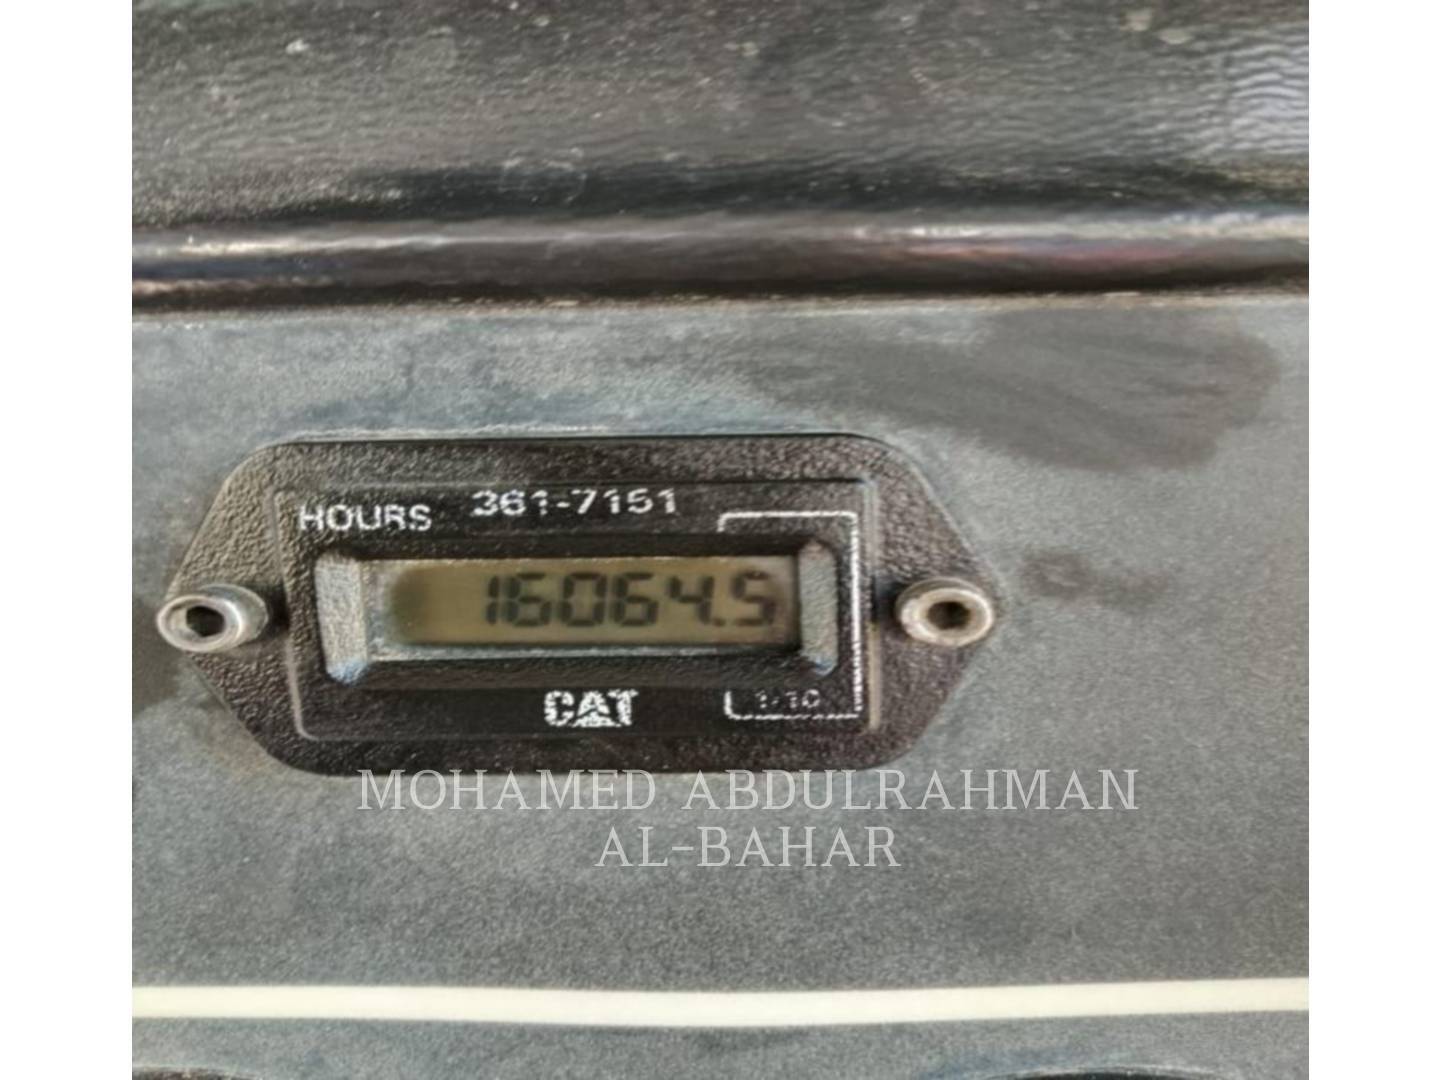 HOURS 361-7151
16064.5
CAT 1/10
MOHAMED ABDULRAHMAN
AL-BAHAR